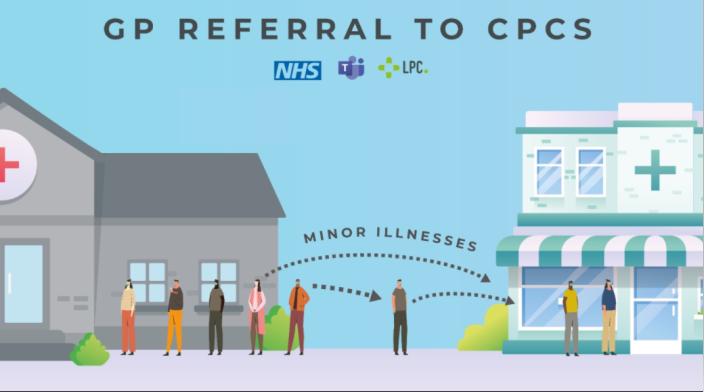 GP REFERRAL TO CPCS
NHS T LPC.
MINOR ILLNESSES